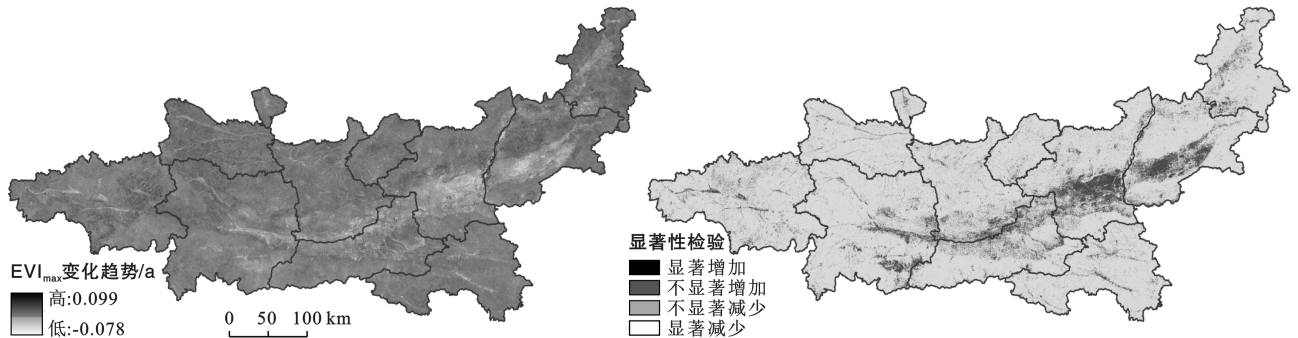 EVImax变化趋势/a
高:0.099
低:-0.078
0 50 100 km
显著性检验
显著增加
不显著增加
不显著减少
显著减少